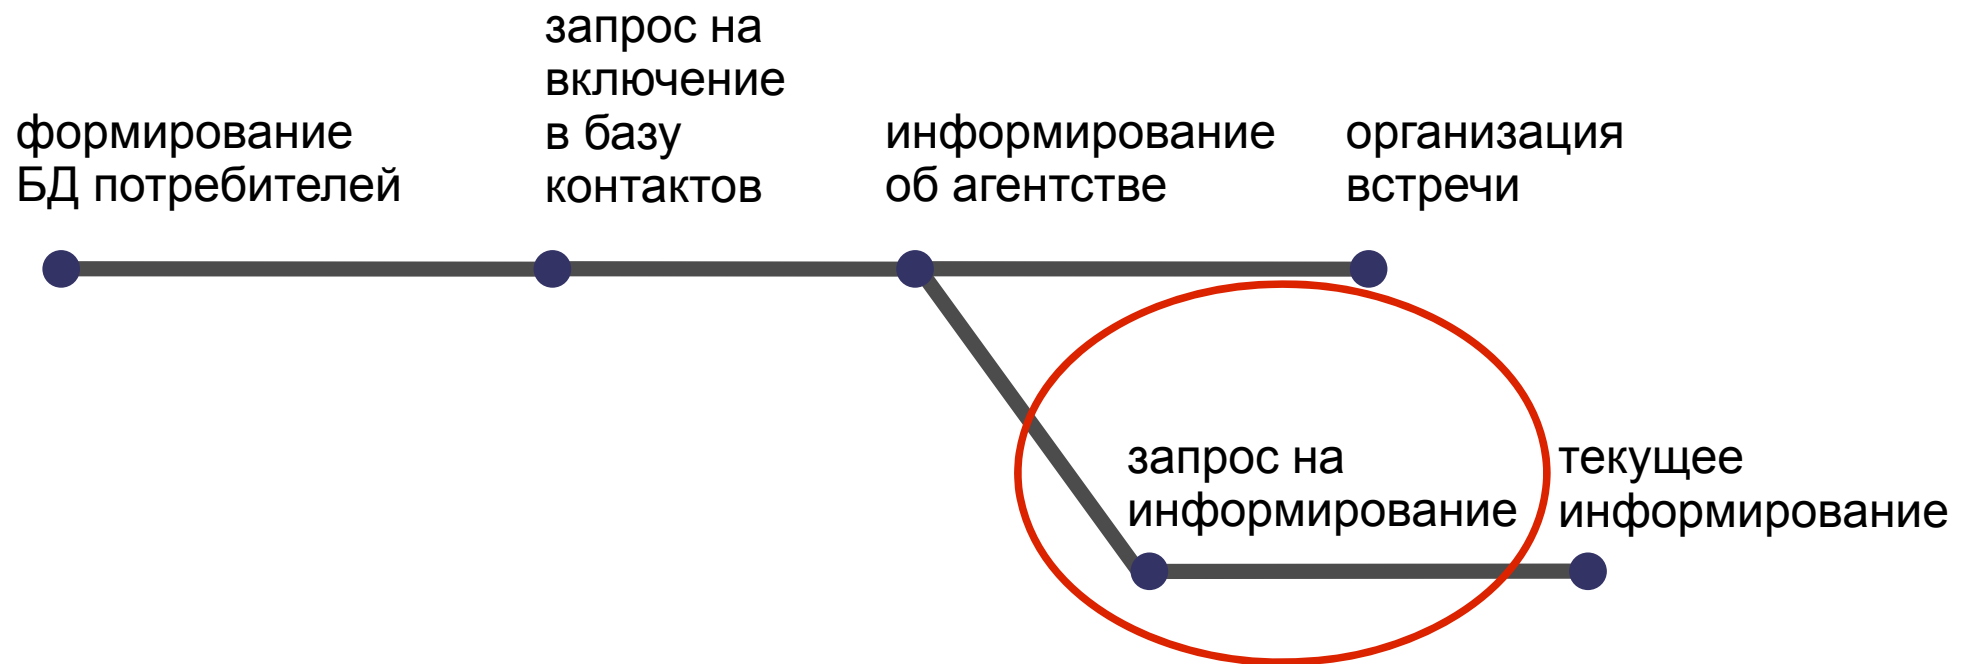 формирование
БД потребителей
запрос на
включение
в базу
контактов
информирование
об агентстве
организация
встречи
запрос на
информирование
текущее
информирование